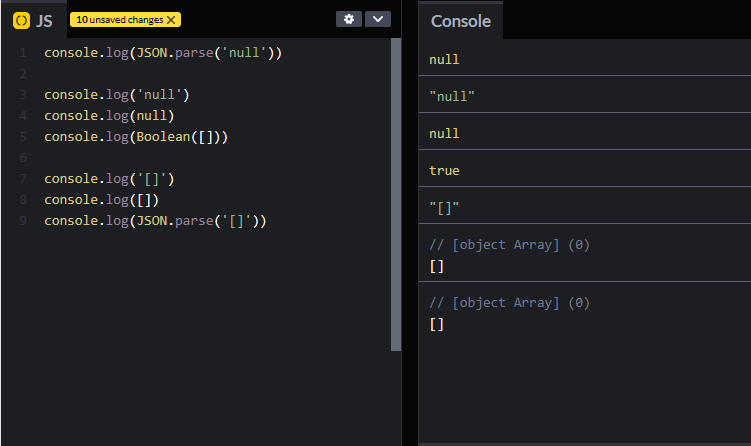 JS
10 unsaved changes ✕
1 console.log(JSON.parse('null'))
2
3 console.log('null')
4 console.log(null)
5 console.log(Boolean([]))
6
7 console.log('[]')
8 console.log([])
9 console.log(JSON.parse('[]'))
Console
null
"null"
null
true
"[]"
// [object Array] (0)
[]
// [object Array] (0)
[]